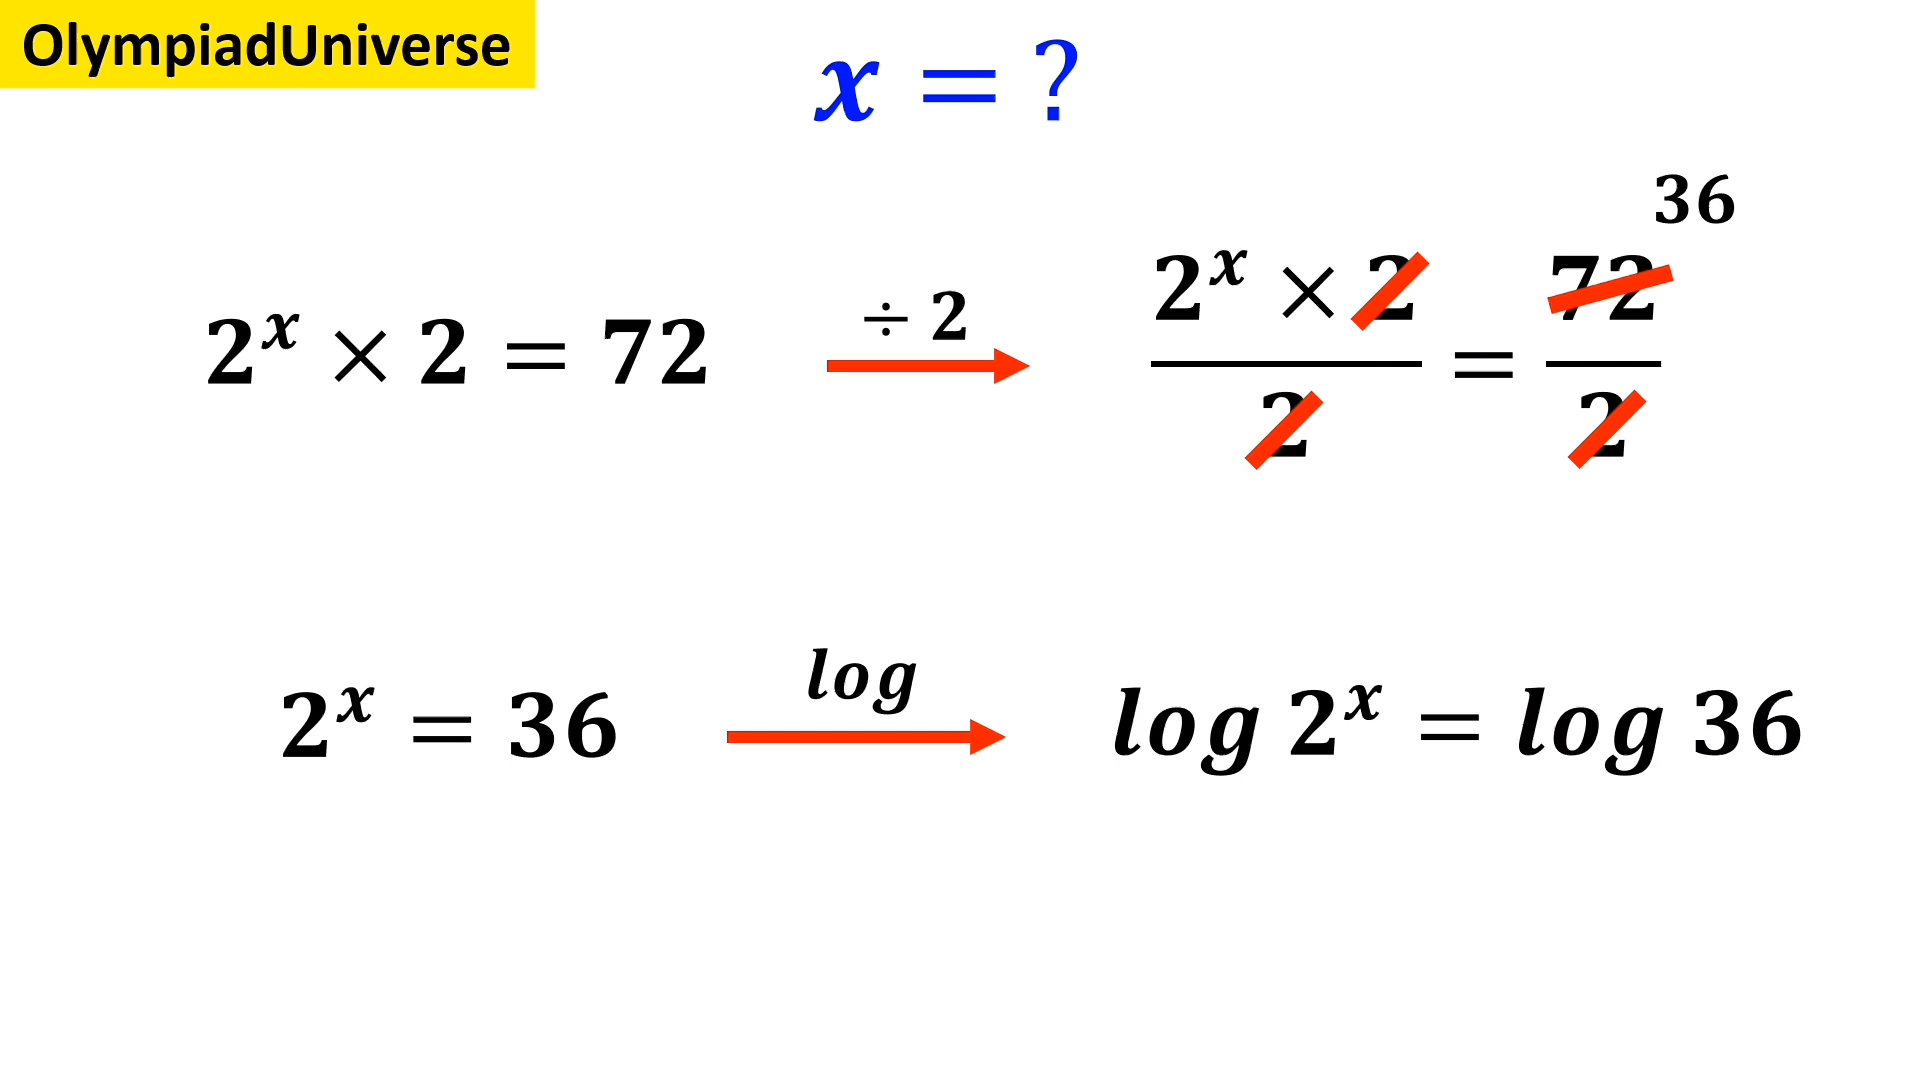 OlympiadUniverse
x = ?
2^x × 2 = 72
÷ 2
(2^x × 2)/2 = 72/2
36
2^x = 36
log
log 2^x = log 36